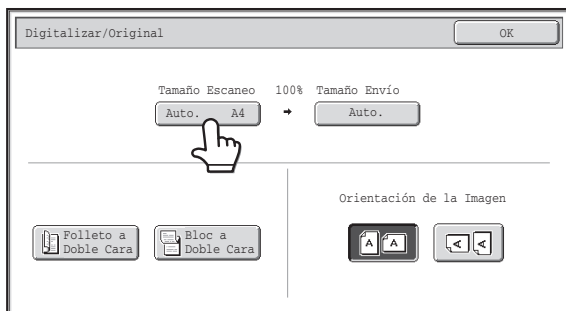 Digitalizar/Original
OK
Tamaño Escaneo 100% Tamaño Envío
Auto. A4 → Auto.
Orientación de la Imagen
Folleto a
Doble Cara
Bloc a
Doble Cara
A A A A